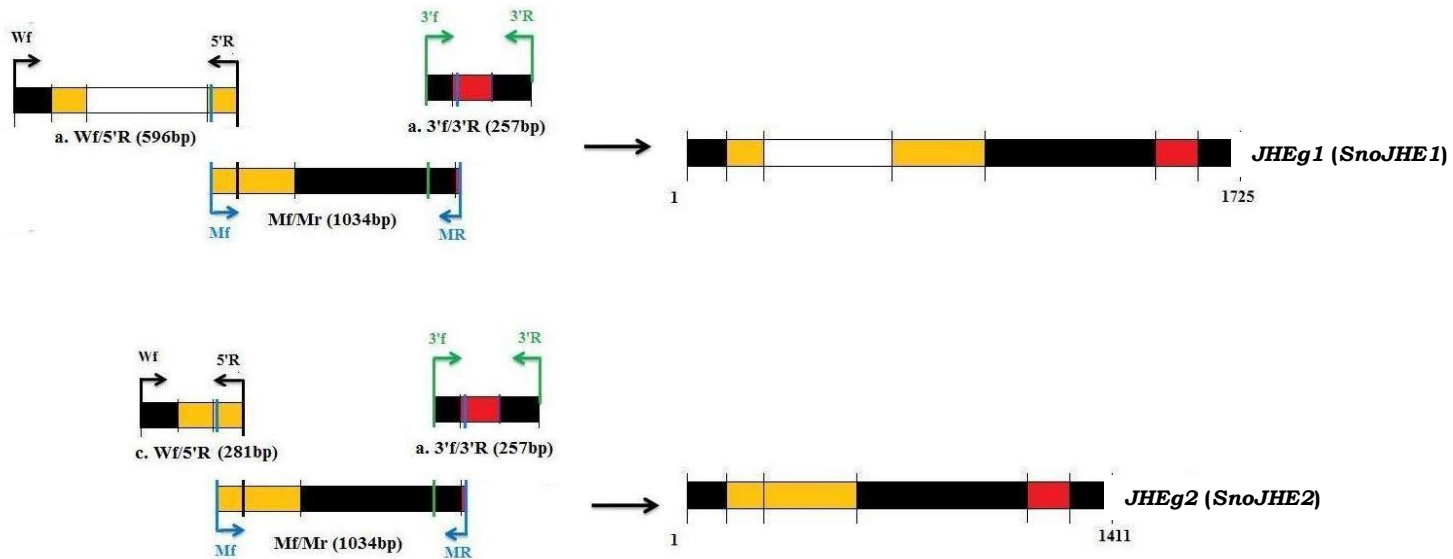 Wf
5'R
a. Wf/5'R (596bp)
3'f
3'R
a. 3'f/3'R (257bp)
Mf/Mr (1034bp)
Mf
MR
JHEg1 (SnoJHE1)
1
1725
Wf
5'R
c. Wf/5'R (281bp)
3'f
3'R
a. 3'f/3'R (257bp)
Mf
Mf/Mr (1034bp)
MR
JHEg2 (SnoJHE2)
1
1411